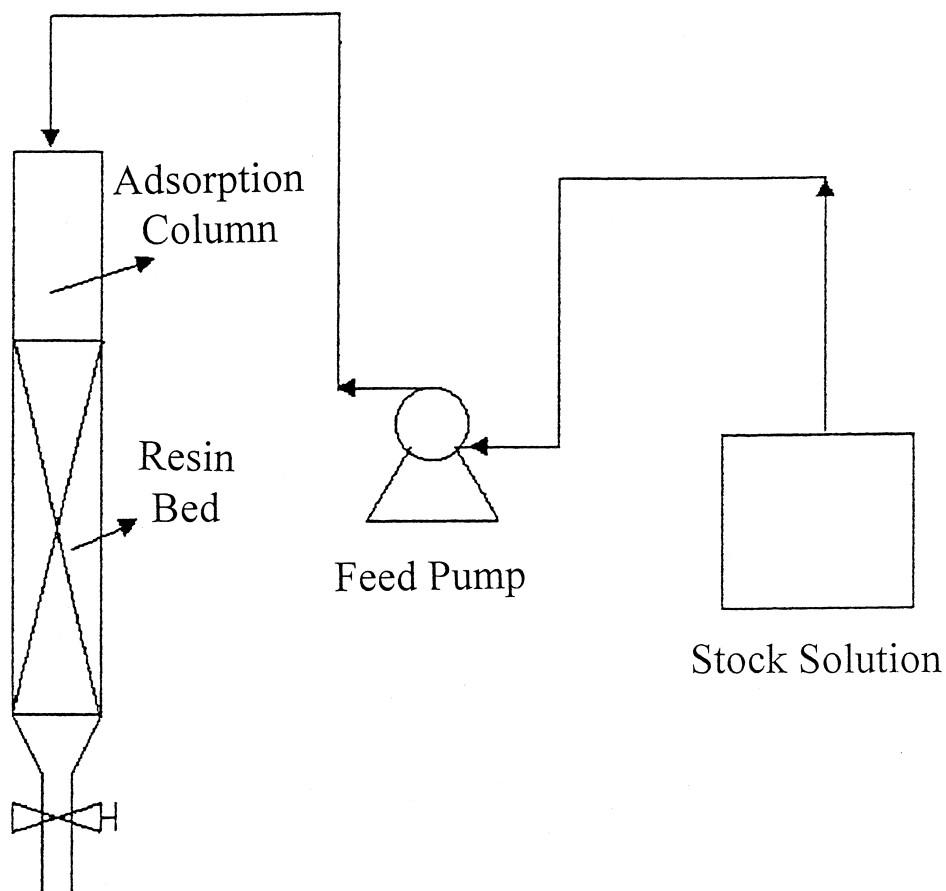 Adsorption
Column
Resin
Bed
Feed Pump
Stock Solution